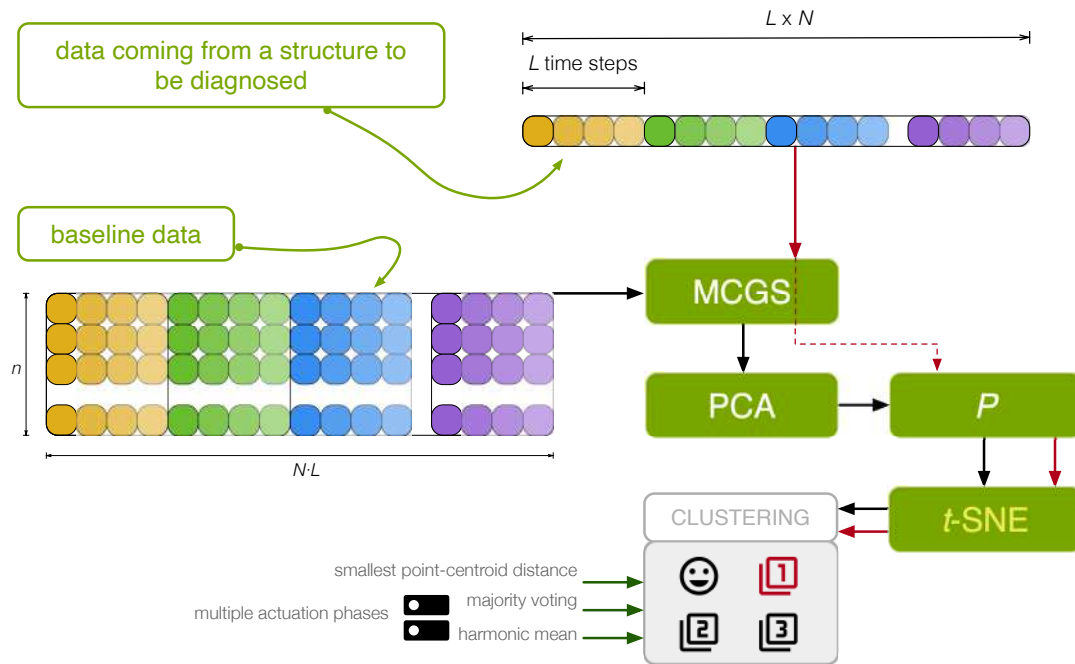 L x N
data coming from a structure to
be diagnosed
L time steps
baseline data
MCGS
n
PCA
P
N·L
t-SNE
CLUSTERING
smallest point-centroid distance
1
multiple actuation phases
majority voting
harmonic mean
2
3